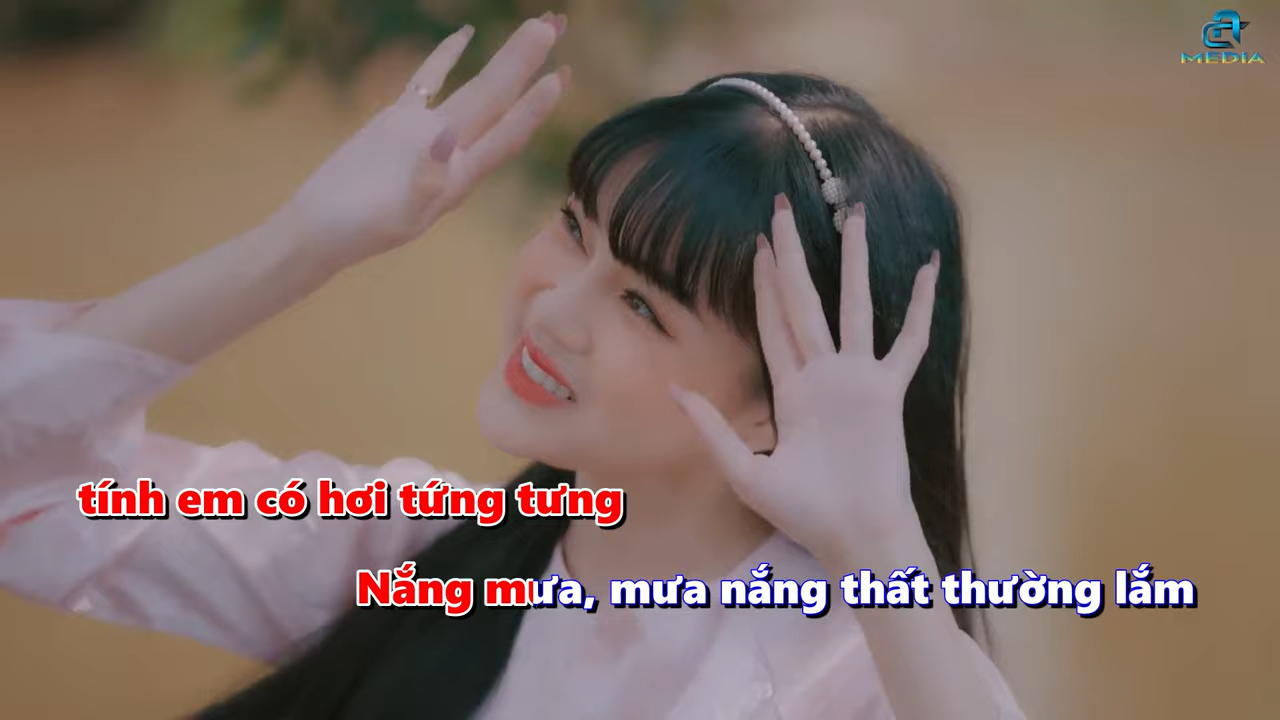 MEDIA
tính em có hơi tứng tưng
Nắng mưa, mưa nắng thất thường lắm